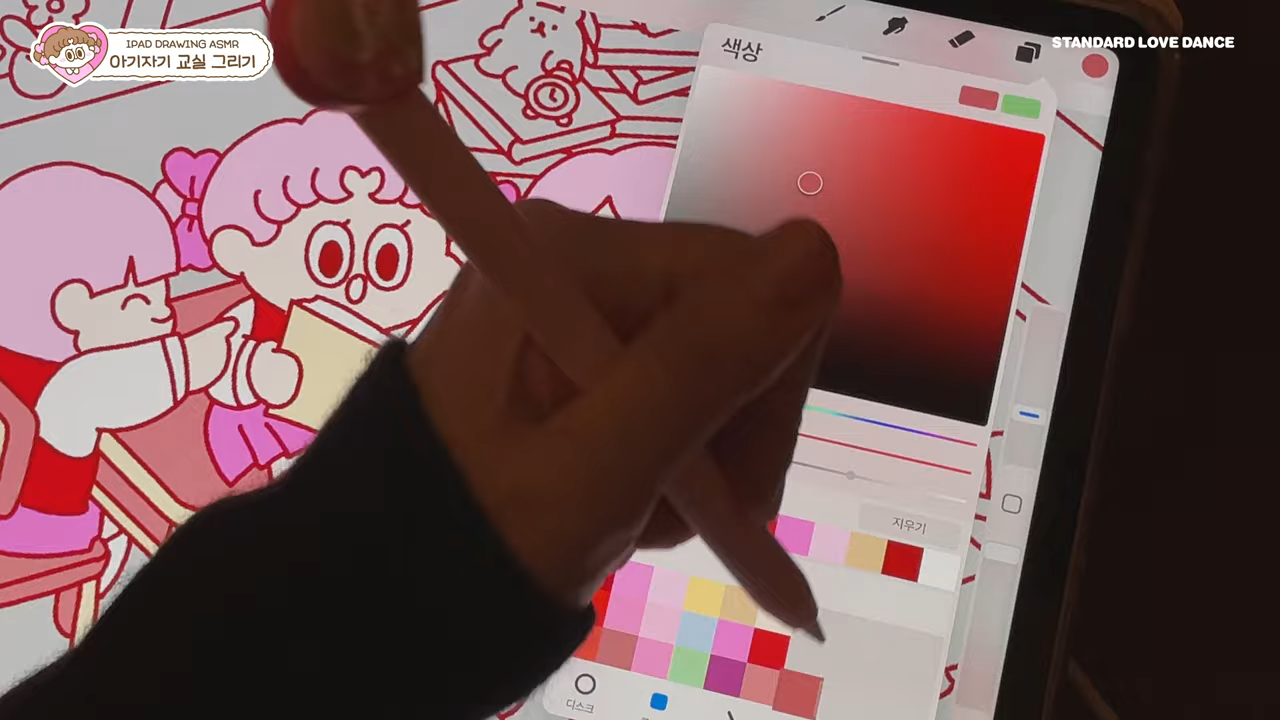 IPAD DRAWING ASMR
아기자기 교실 그리기
STANDARD LOVE DANCE
색상
지우기
디스크